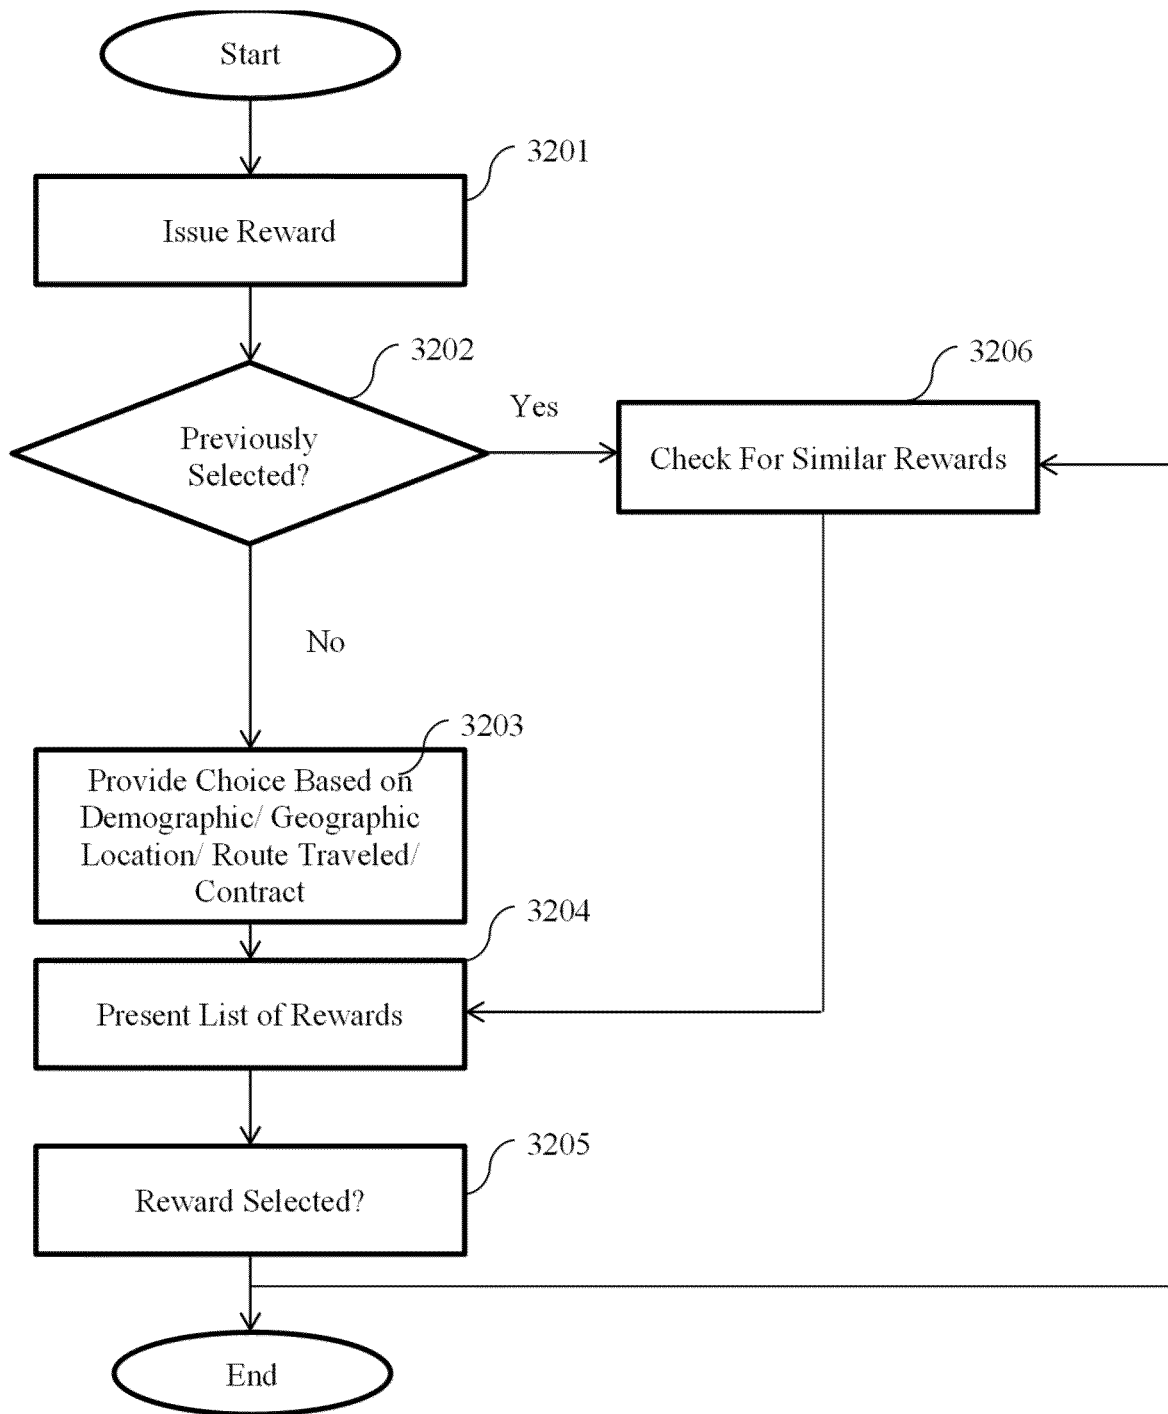 Start
3201
Issue Reward
3202
3206
Yes
Previously
Selected?
Check For Similar Rewards
No
3203
Provide Choice Based on
Demographic/ Geographic
Location/ Route Traveled/
Contract
3204
Present List of Rewards
3205
Reward Selected?
End